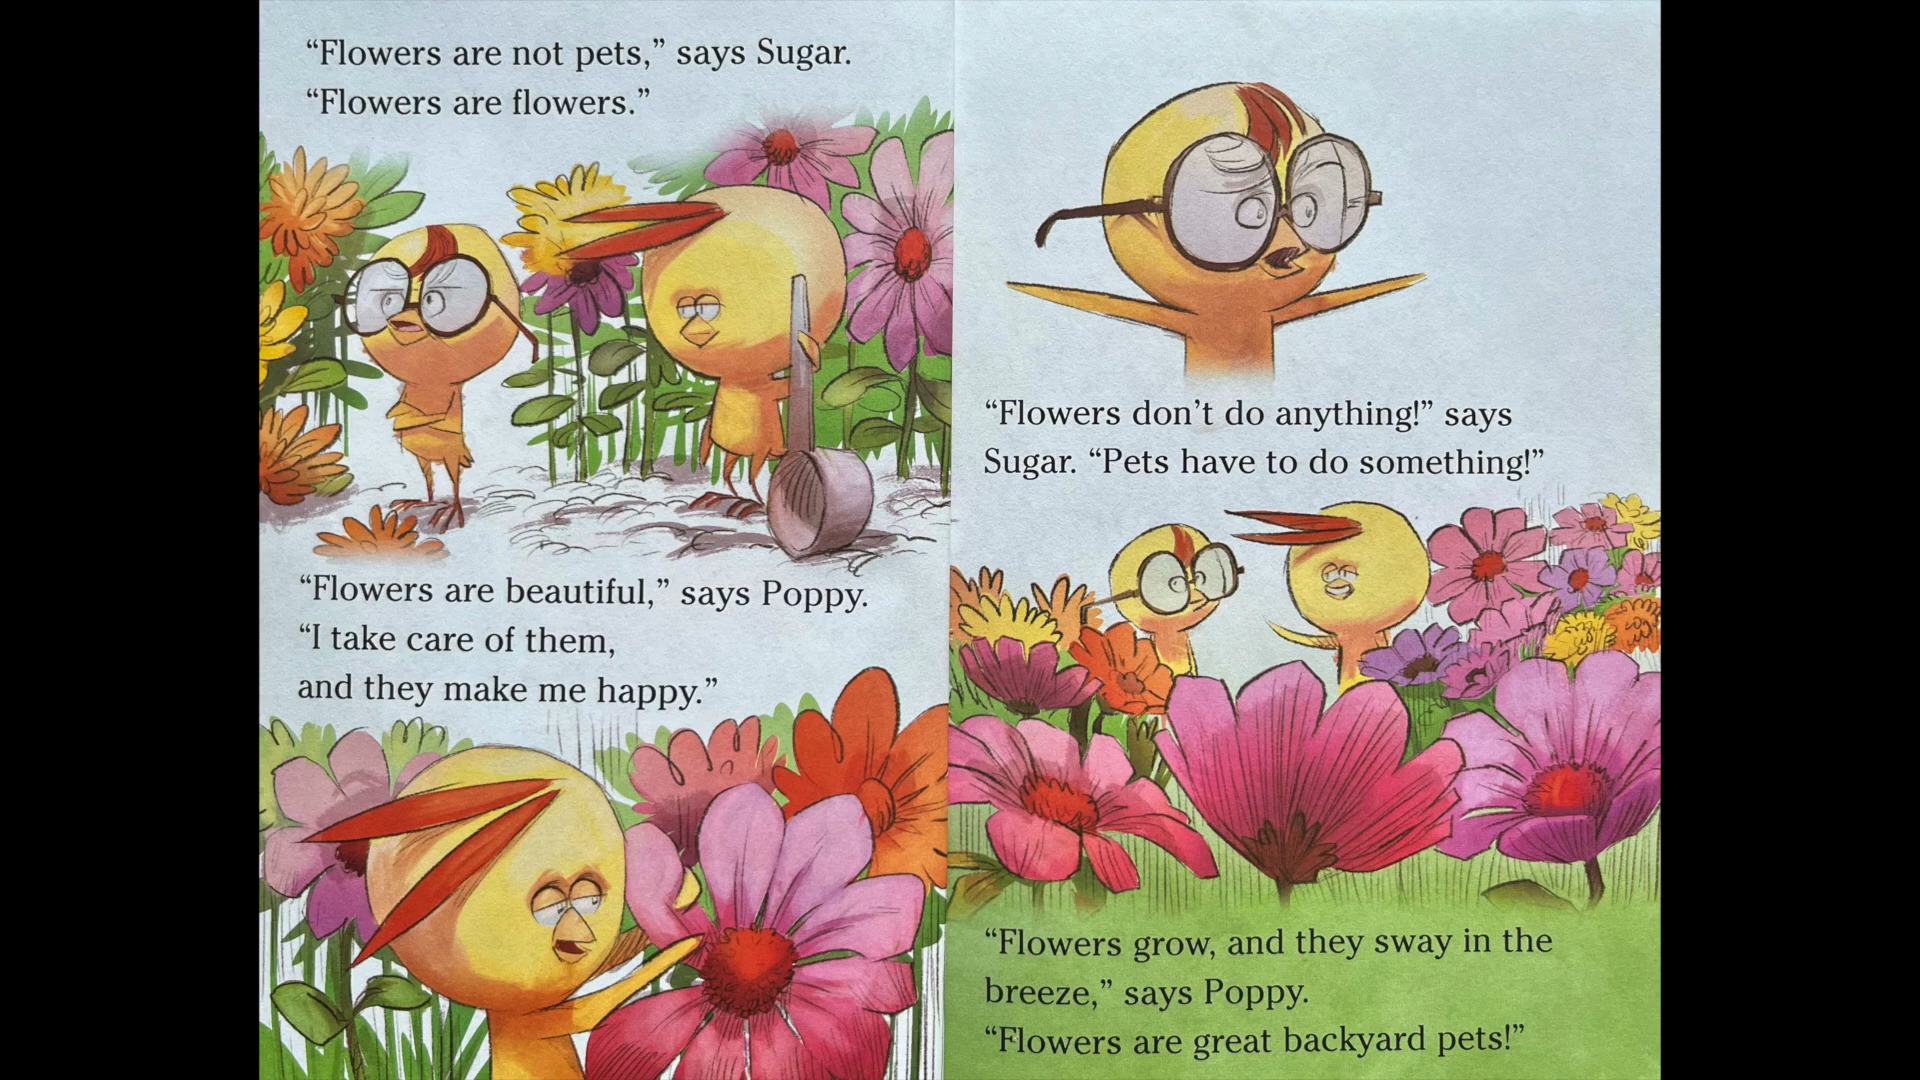 “Flowers are not pets,” says Sugar.
“Flowers are flowers.”
“Flowers are beautiful,” says Poppy.
“I take care of them,
and they make me happy.”
“Flowers don’t do anything!” says
Sugar. “Pets have to do something!”
“Flowers grow, and they sway in the
breeze,” says Poppy.
“Flowers are great backyard pets!”